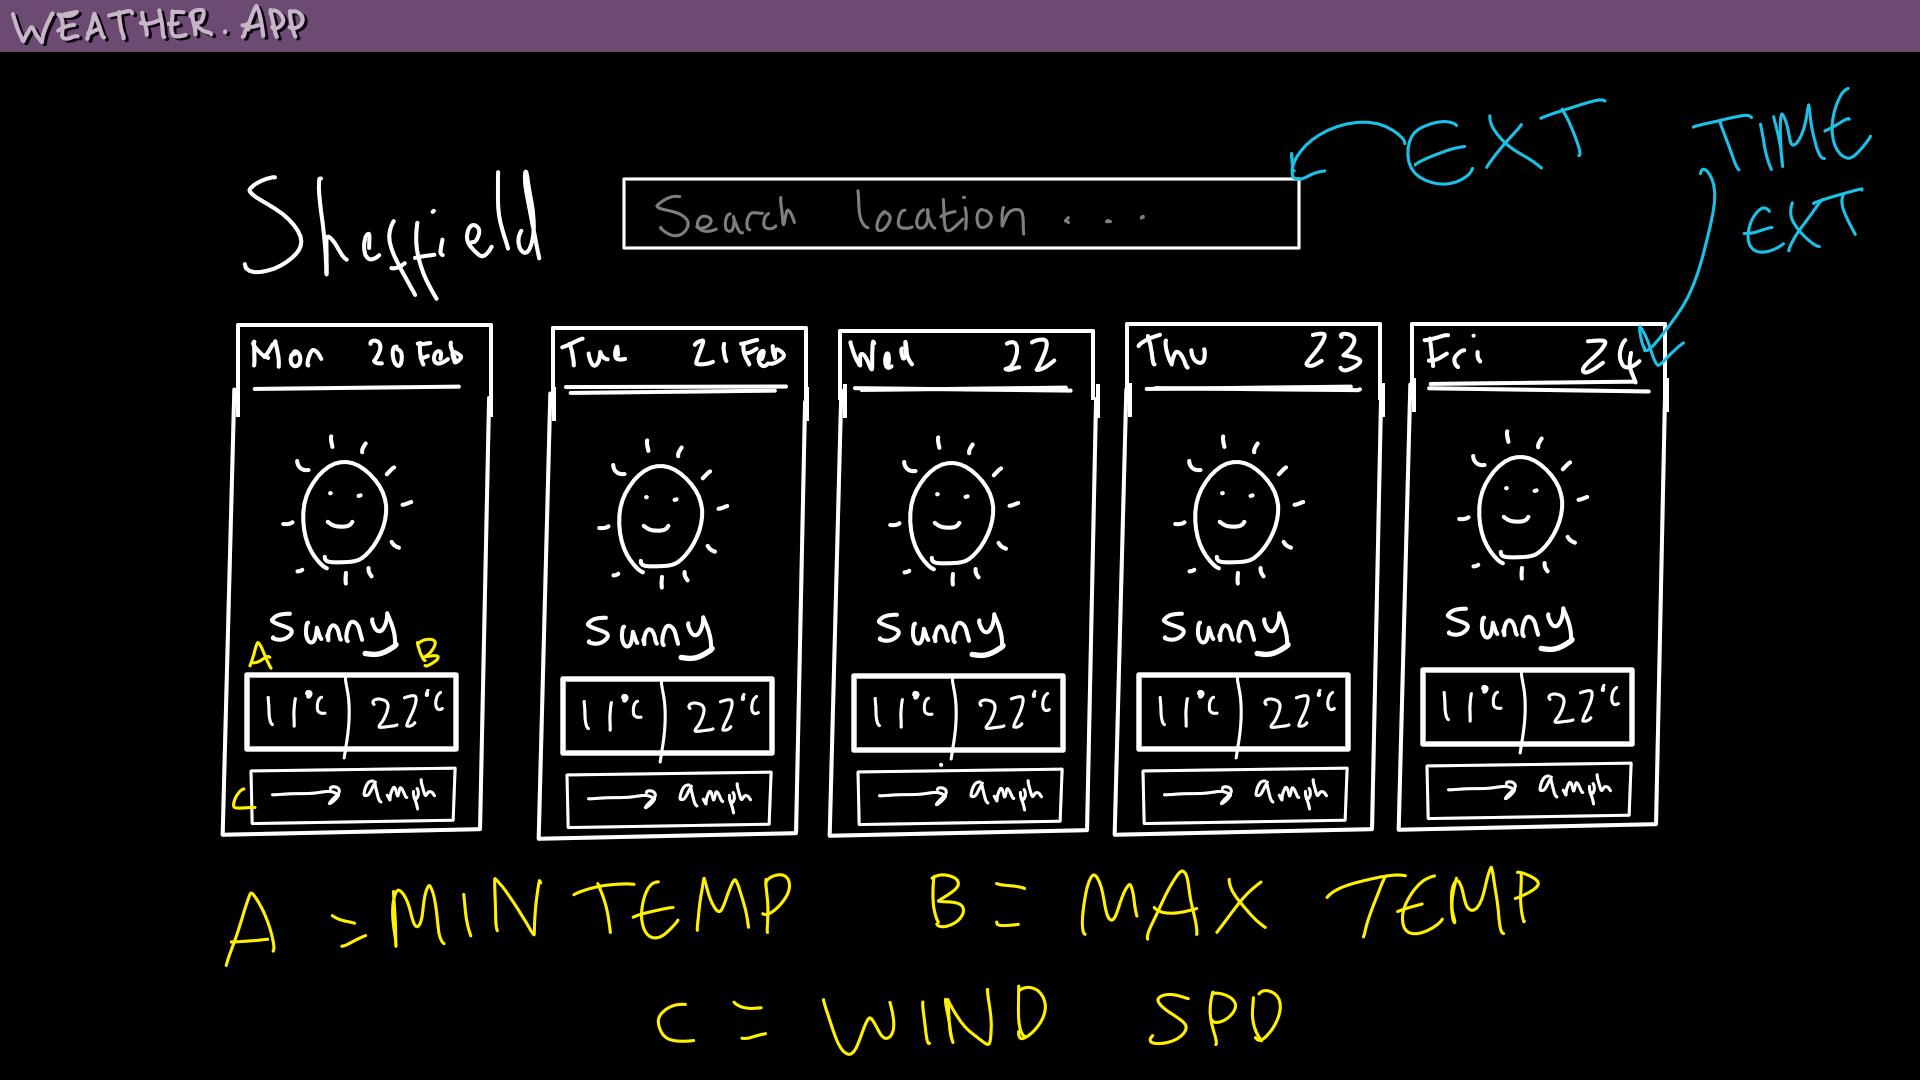 WEATHER.APP
EXT
TIME
EXT
Sheffield
Search location ...
Mon 20 Feb
Tue 21 Feb
Wed 22
Thu 23
Fri 24
Sunny
Sunny
Sunny
Sunny
Sunny
A B
11°C 22°C
11°C 22°C
11°C 22°C
11°C 22°C
11°C 22°C
C → 9mph
→ 9mph
→ 9mph
→ 9mph
→ 9mph
A = MIN TEMP B = MAX TEMP
C = WIND SPD